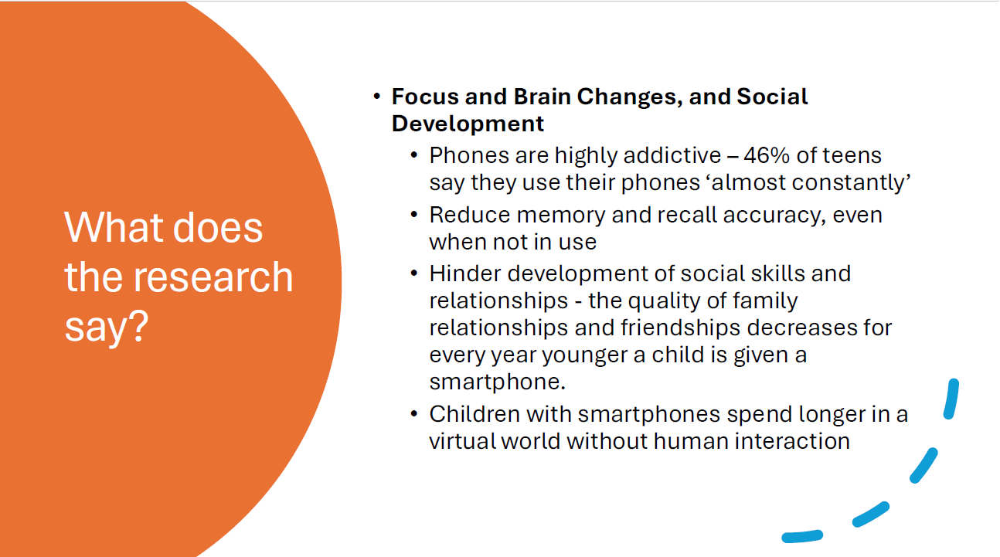 What does
the research
say?
• Focus and Brain Changes, and Social
Development
• Phones are highly addictive – 46% of teens
say they use their phones ‘almost constantly’
• Reduce memory and recall accuracy, even
when not in use
• Hinder development of social skills and
relationships - the quality of family
relationships and friendships decreases for
every year younger a child is given a
smartphone.
• Children with smartphones spend longer in a
virtual world without human interaction